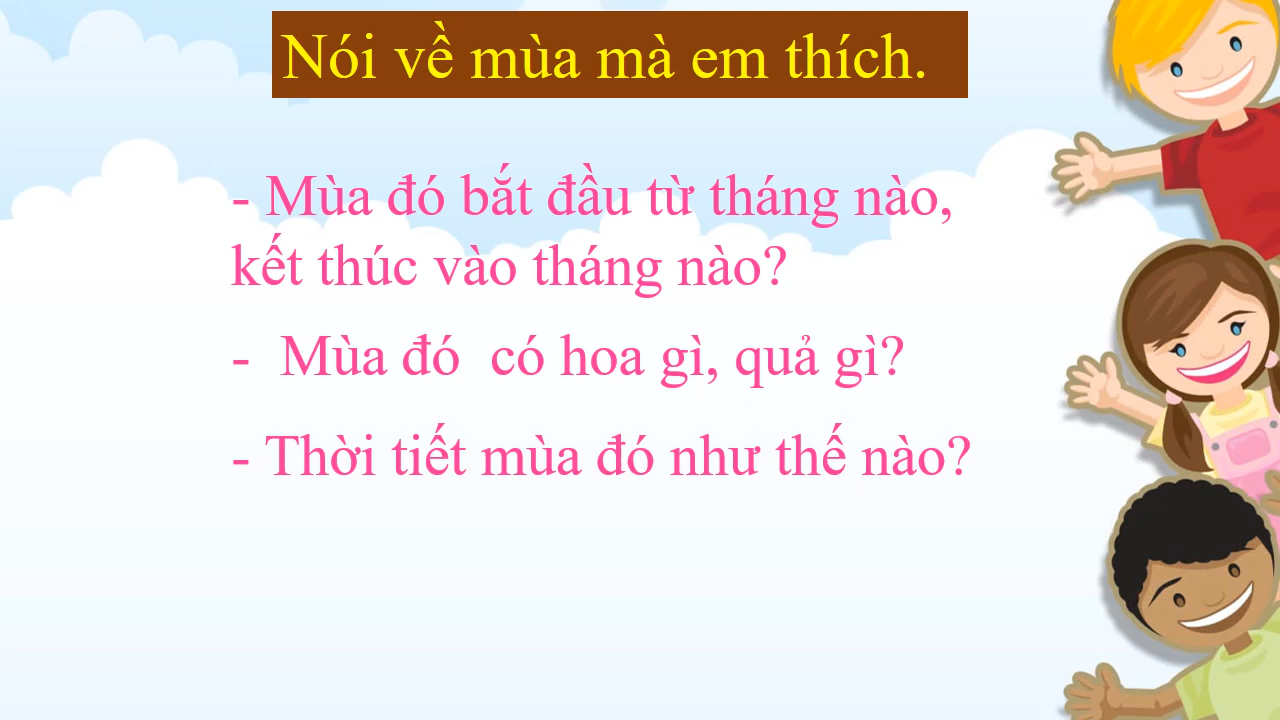 Nói về mùa mà em thích.
- Mùa đó bắt đầu từ tháng nào,
kết thúc vào tháng nào?
- Mùa đó có hoa gì, quả gì?
- Thời tiết mùa đó như thế nào?